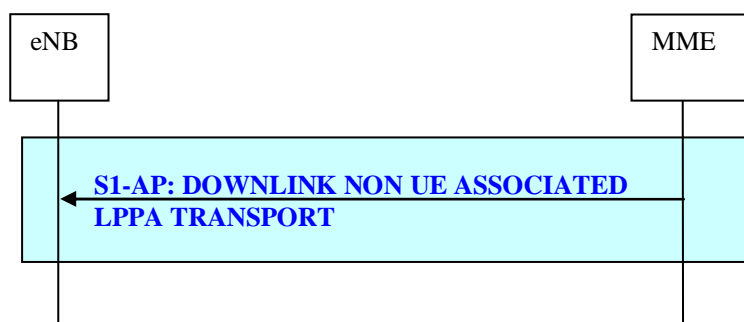 eNB
MME
S1-AP: DOWNLINK NON UE ASSOCIATED
LPPA TRANSPORT